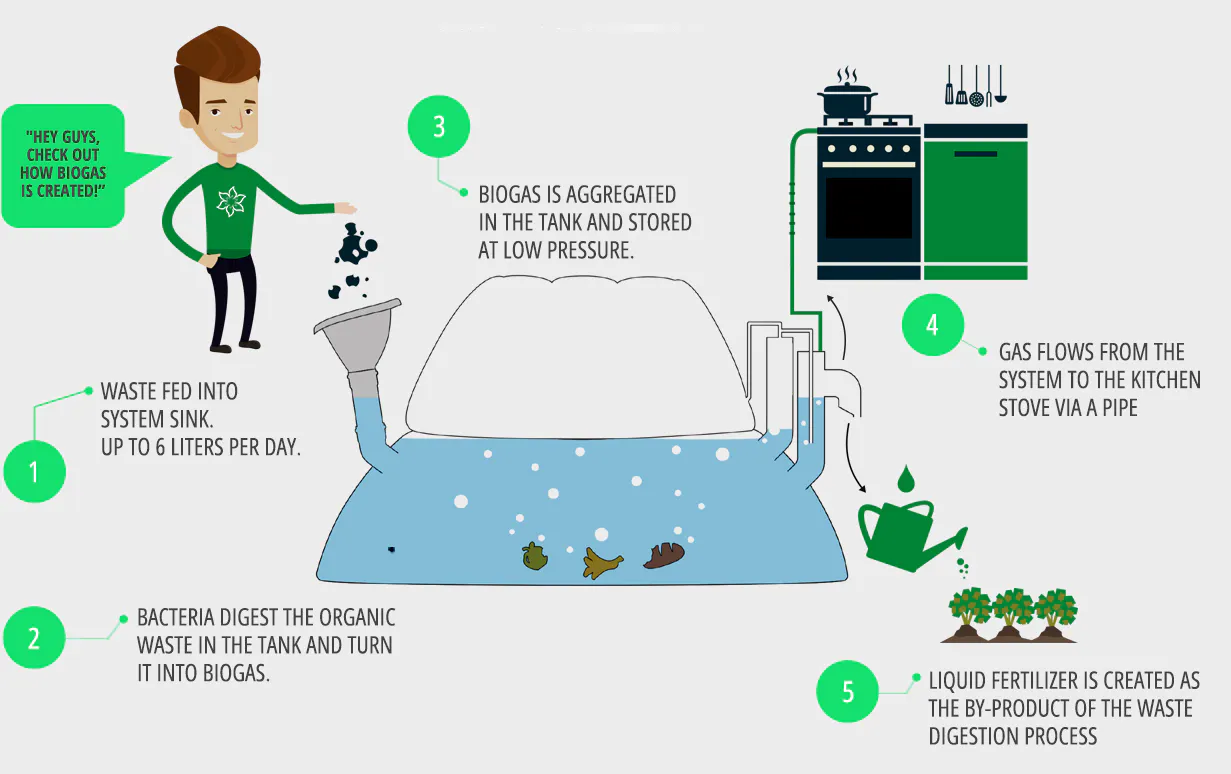 "HEY GUYS,
CHECK OUT
HOW BIOGAS
IS CREATED!”
1
WASTE FED INTO
SYSTEM SINK.
UP TO 6 LITERS PER DAY.
2
BACTERIA DIGEST THE ORGANIC
WASTE IN THE TANK AND TURN
IT INTO BIOGAS.
3
BIOGAS IS AGGREGATED
IN THE TANK AND STORED
AT LOW PRESSURE.
4
GAS FLOWS FROM THE
SYSTEM TO THE KITCHEN
STOVE VIA A PIPE
5
LIQUID FERTILIZER IS CREATED AS
THE BY-PRODUCT OF THE WASTE
DIGESTION PROCESS